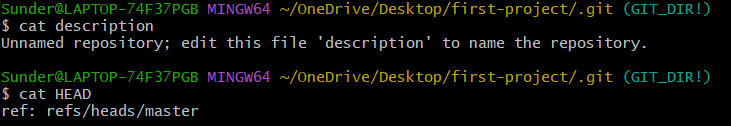 Sunder@LAPTOP-74F37PGB MINGW64 ~/OneDrive/Desktop/first-project/.git (GIT_DIR!)
$ cat description
Unnamed repository; edit this file 'description' to name the repository.
Sunder@LAPTOP-74F37PGB MINGW64 ~/OneDrive/Desktop/first-project/.git (GIT_DIR!)
$ cat HEAD
ref: refs/heads/master